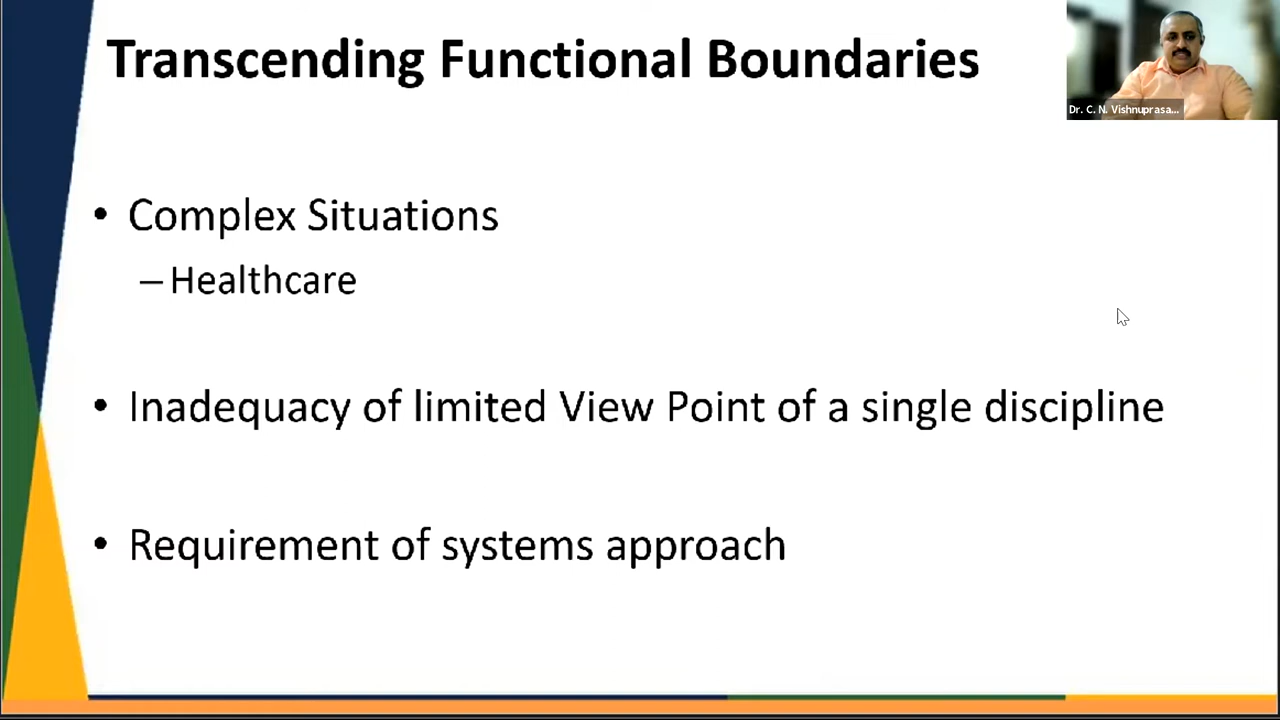 Transcending Functional Boundaries
Dr. C. N. Vishnuprasa...
• Complex Situations
– Healthcare
• Inadequacy of limited View Point of a single discipline
• Requirement of systems approach